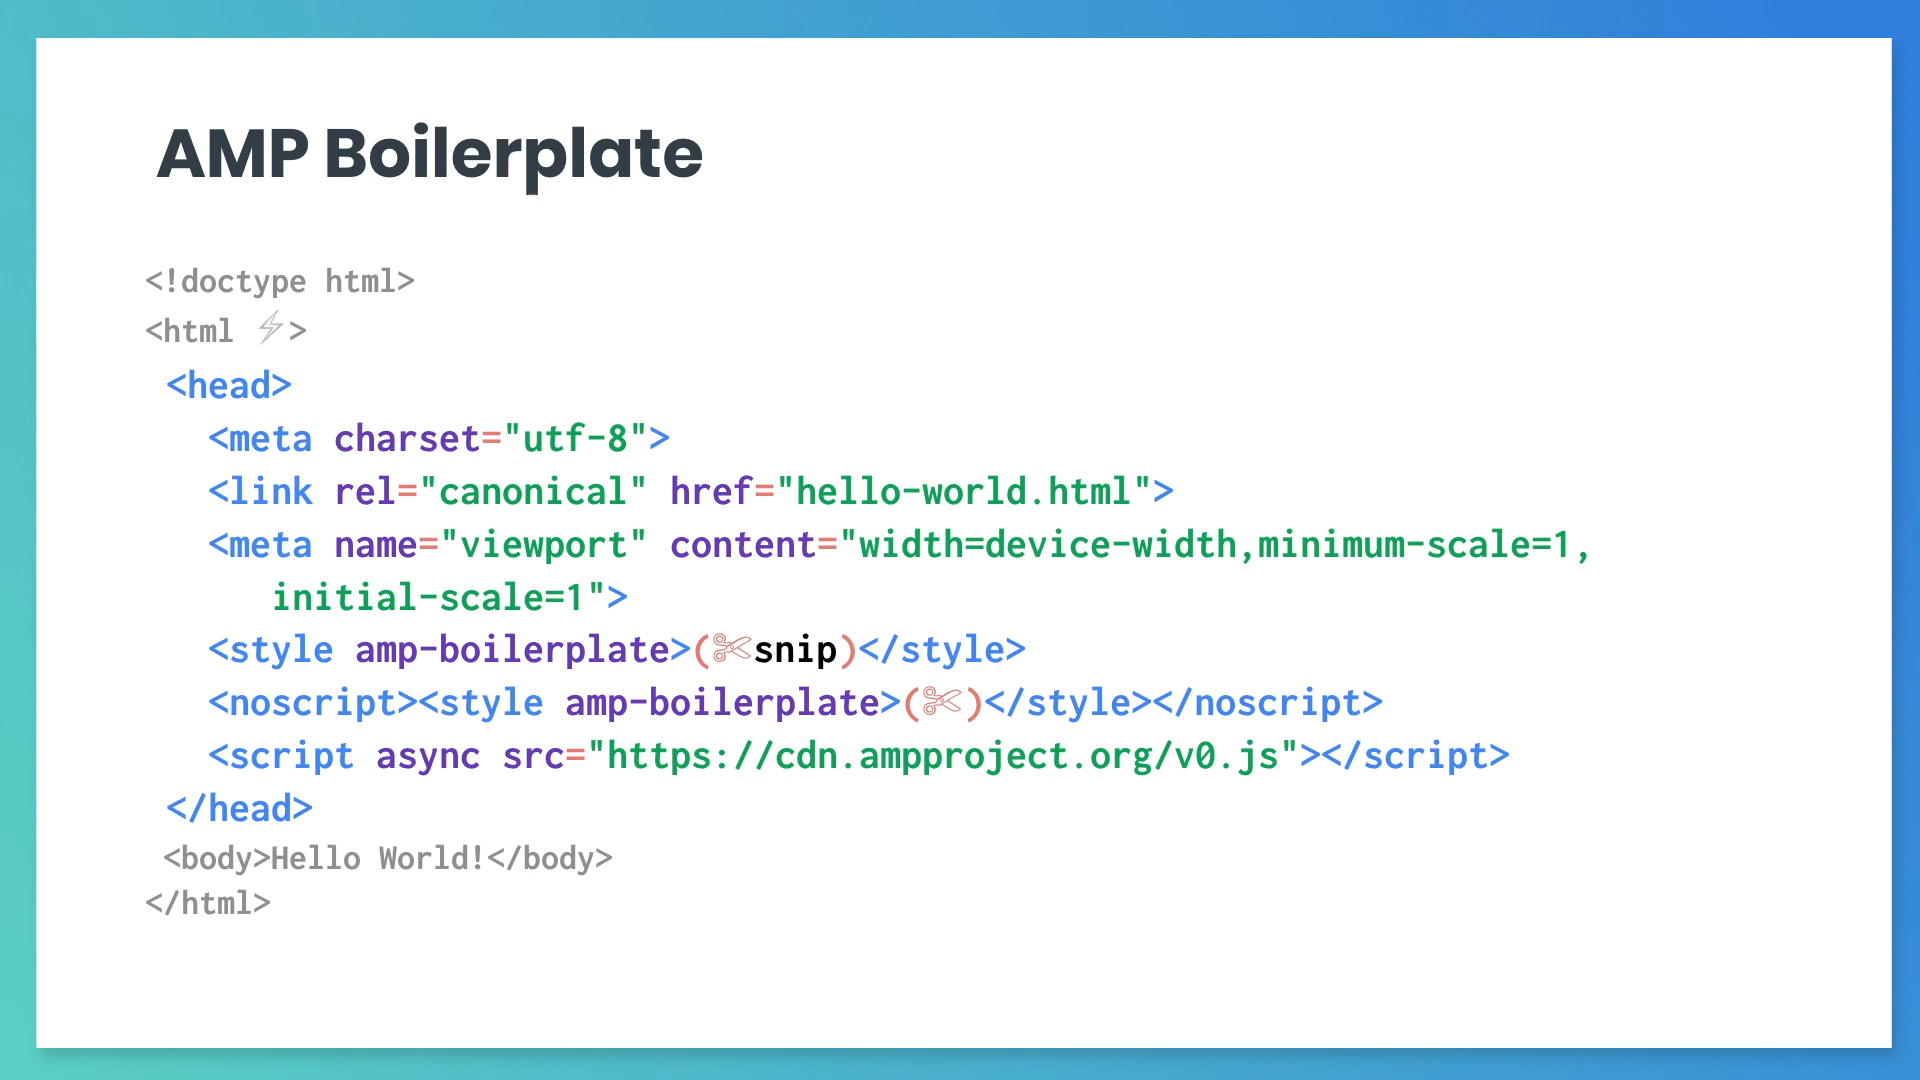 AMP Boilerplate
<!doctype html>
<html ⚡>
<head>
<meta charset="utf-8">
<link rel="canonical" href="hello-world.html">
<meta name="viewport" content="width=device-width,minimum-scale=1,
initial-scale=1">
<style amp-boilerplate>(✄snip)</style>
<noscript><style amp-boilerplate>(✄)</style></noscript>
<script async src="https://cdn.ampproject.org/v0.js"></script>
</head>
<body>Hello World!</body>
</html>